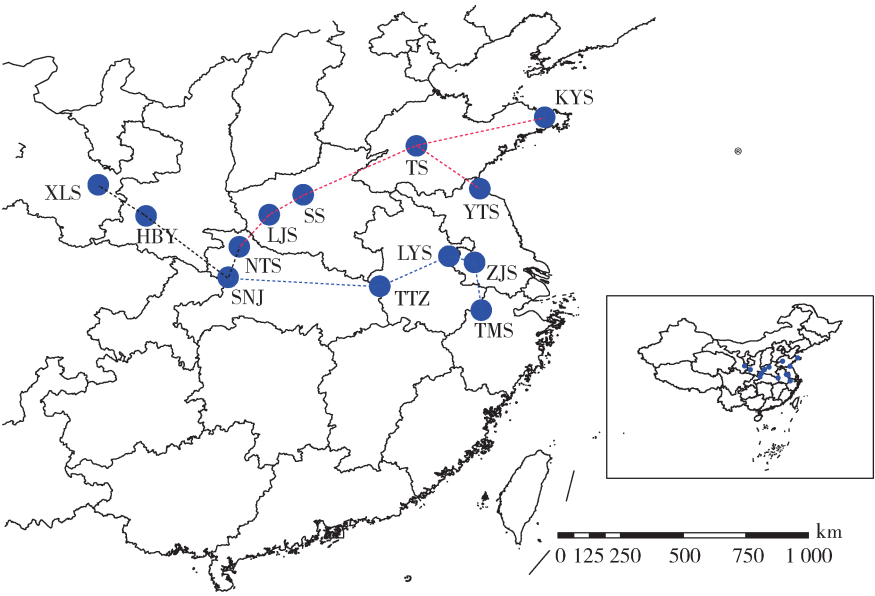 KYS
TS
XLS
YTS
SS
LJS
HBY
LYS
NTS
ZJS
SNJ
TTZ
TMS
km
0 125 250 500 750 1 000